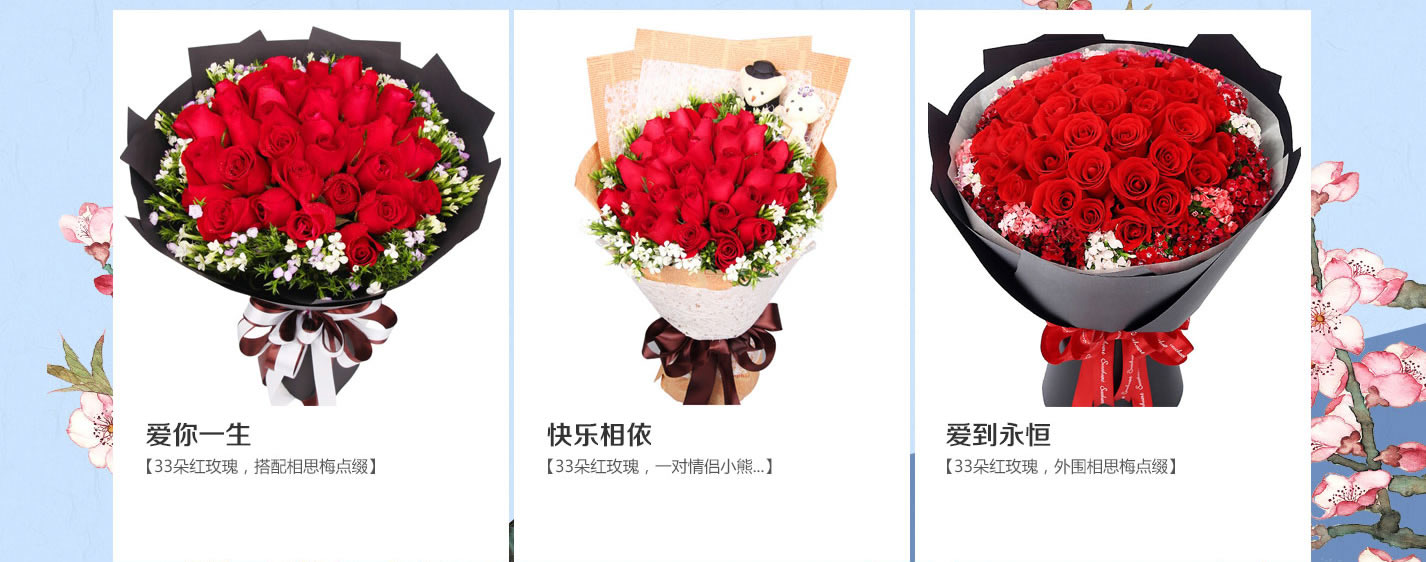 爱你一生
【33朵红玫瑰，搭配相思梅点缀】
快乐相依
【33朵红玫瑰，一对情侣小熊...】
爱到永恒
【33朵红玫瑰，外围相思梅点缀】